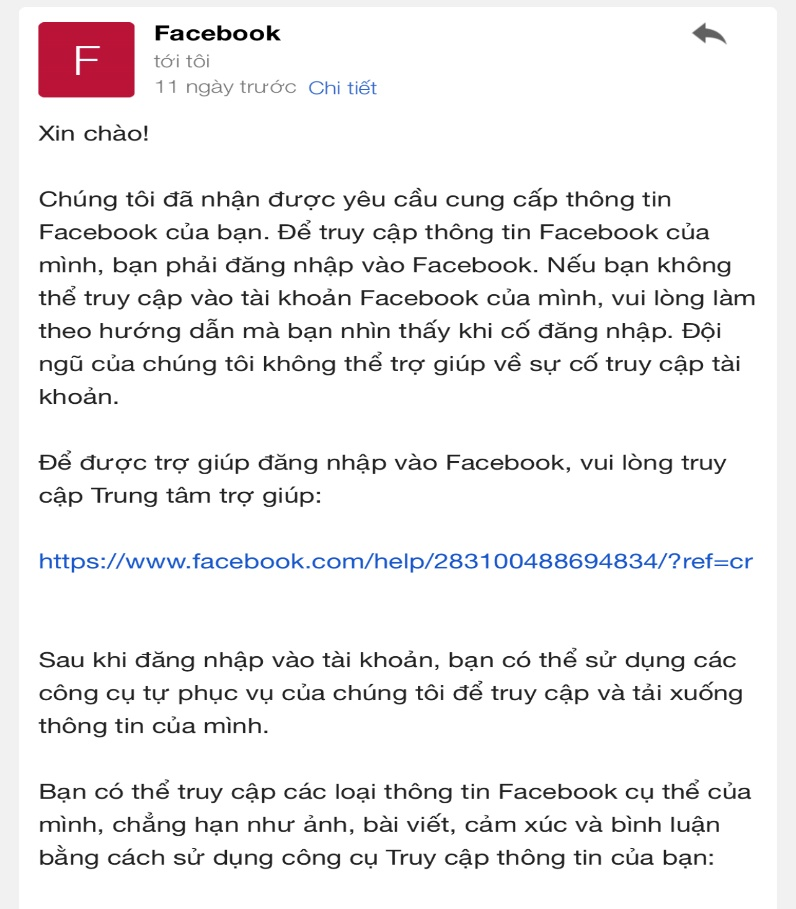 F
Facebook
tới tôi
11 ngày trước Chi tiết
Xin chào!
Chúng tôi đã nhận được yêu cầu cung cấp thông tin
Facebook của bạn. Để truy cập thông tin Facebook của
mình, bạn phải đăng nhập vào Facebook. Nếu bạn không
thể truy cập vào tài khoản Facebook của mình, vui lòng làm
theo hướng dẫn mà bạn nhìn thấy khi cố đăng nhập. Đội
ngũ của chúng tôi không thể trợ giúp về sự cố truy cập tài
khoản.
Để được trợ giúp đăng nhập vào Facebook, vui lòng truy
cập Trung tâm trợ giúp:
https://www.facebook.com/help/283100488694834/?ref=cr
Sau khi đăng nhập vào tài khoản, bạn có thể sử dụng các
công cụ tự phục vụ của chúng tôi để truy cập và tải xuống
thông tin của mình.
Bạn có thể truy cập các loại thông tin Facebook cụ thể của
mình, chẳng hạn như ảnh, bài viết, cảm xúc và bình luận
bằng cách sử dụng công cụ Truy cập thông tin của bạn: